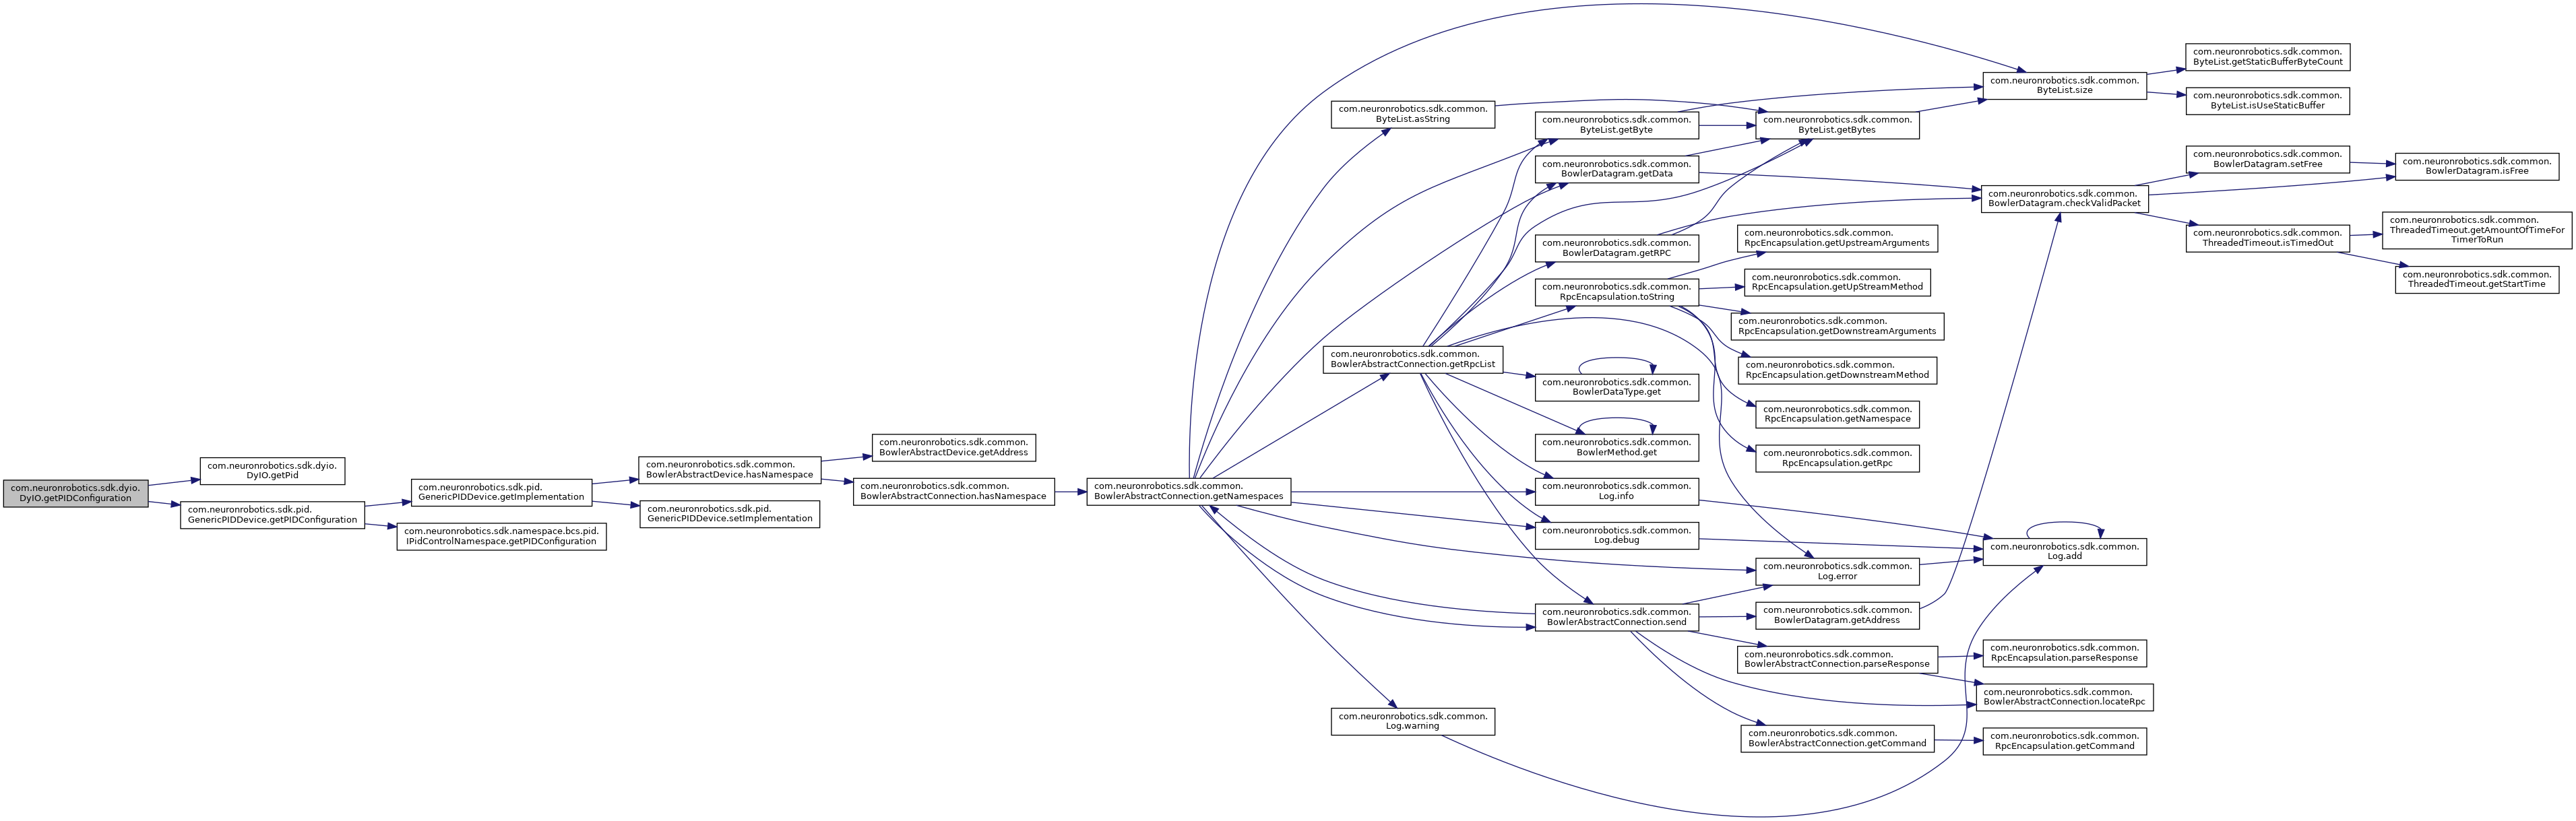 com.neuronrobotics.sdk.dyio.
DyIO.getPIDConfiguration
com.neuronrobotics.sdk.dyio.
DyIO.getPid
com.neuronrobotics.sdk.pid.
GenericPIDDevice.getPIDConfiguration
com.neuronrobotics.sdk.pid.
GenericPIDDevice.getImplementation
com.neuronrobotics.sdk.namespace.bcs.pid.
IPidControlNamespace.getPIDConfiguration
com.neuronrobotics.sdk.common.
BowlerAbstractDevice.hasNamespace
com.neuronrobotics.sdk.pid.
GenericPIDDevice.setImplementation
com.neuronrobotics.sdk.common.
BowlerAbstractDevice.getAddress
com.neuronrobotics.sdk.common.
BowlerAbstractConnection.hasNamespace
com.neuronrobotics.sdk.common.
BowlerAbstractConnection.getNamespaces
com.neuronrobotics.sdk.common.
ByteList.asString
com.neuronrobotics.sdk.common.
BowlerAbstractConnection.getRpcList
com.neuronrobotics.sdk.common.
Log.warning
com.neuronrobotics.sdk.common.
ByteList.getByte
com.neuronrobotics.sdk.common.
BowlerDatagram.getData
com.neuronrobotics.sdk.common.
BowlerDatagram.getRPC
com.neuronrobotics.sdk.common.
RpcEncapsulation.toString
com.neuronrobotics.sdk.common.
BowlerDataType.get
com.neuronrobotics.sdk.common.
BowlerMethod.get
com.neuronrobotics.sdk.common.
Log.info
com.neuronrobotics.sdk.common.
Log.debug
com.neuronrobotics.sdk.common.
BowlerAbstractConnection.send
com.neuronrobotics.sdk.common.
ByteList.getBytes
com.neuronrobotics.sdk.common.
RpcEncapsulation.getUpstreamArguments
com.neuronrobotics.sdk.common.
RpcEncapsulation.getUpStreamMethod
com.neuronrobotics.sdk.common.
RpcEncapsulation.getDownstreamArguments
com.neuronrobotics.sdk.common.
RpcEncapsulation.getDownstreamMethod
com.neuronrobotics.sdk.common.
RpcEncapsulation.getNamespace
com.neuronrobotics.sdk.common.
RpcEncapsulation.getRpc
com.neuronrobotics.sdk.common.
Log.error
com.neuronrobotics.sdk.common.
BowlerDatagram.getAddress
com.neuronrobotics.sdk.common.
BowlerAbstractConnection.parseResponse
com.neuronrobotics.sdk.common.
BowlerAbstractConnection.getCommand
com.neuronrobotics.sdk.common.
ByteList.size
com.neuronrobotics.sdk.common.
BowlerDatagram.checkValidPacket
com.neuronrobotics.sdk.common.
Log.add
com.neuronrobotics.sdk.common.
RpcEncapsulation.parseResponse
com.neuronrobotics.sdk.common.
BowlerAbstractConnection.locateRpc
com.neuronrobotics.sdk.common.
RpcEncapsulation.getCommand
com.neuronrobotics.sdk.common.
ByteList.getStaticBufferByteCount
com.neuronrobotics.sdk.common.
ByteList.isUseStaticBuffer
com.neuronrobotics.sdk.common.
BowlerDatagram.setFree
com.neuronrobotics.sdk.common.
ThreadedTimeout.isTimedOut
com.neuronrobotics.sdk.common.
BowlerDatagram.isFree
com.neuronrobotics.sdk.common.
ThreadedTimeout.getAmountOfTimeFor
TimerToRun
com.neuronrobotics.sdk.common.
ThreadedTimeout.getStartTime